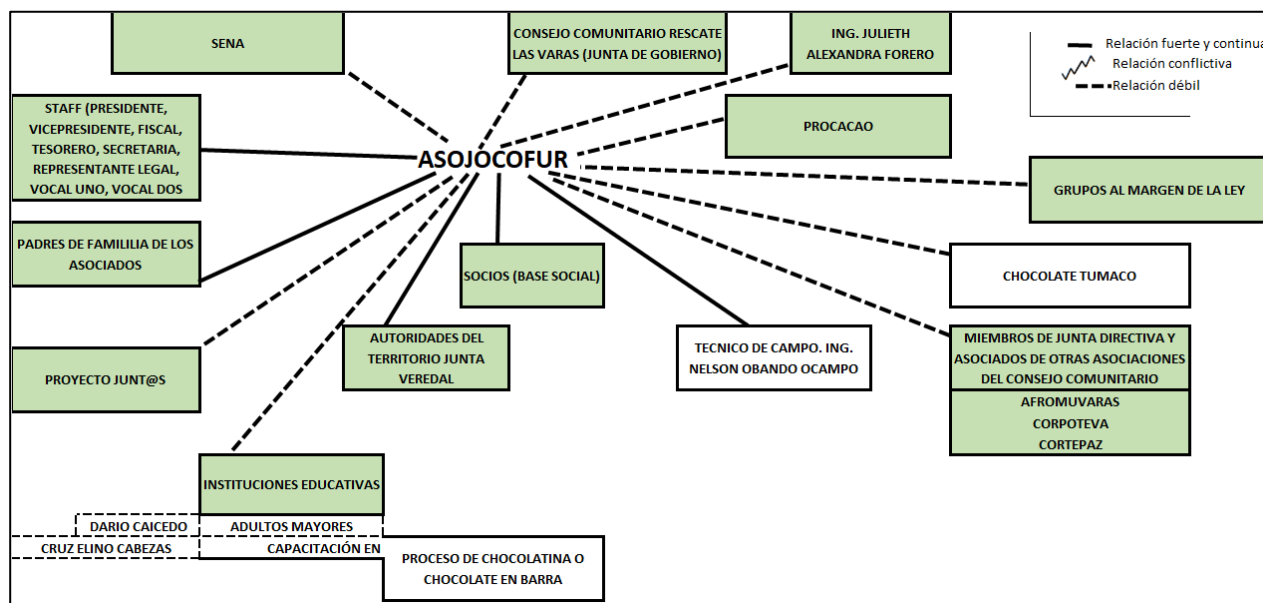 SENA
CONSEJO COMUNITARIO RESCATE
LAS VARAS (JUNTA DE GOBIERNO)
ING. JULIETH
ALEXANDRA FORERO
Relación fuerte y continua
Relación conflictiva
Relación débil
STAFF (PRESIDENTE,
VICEPRESIDENTE, FISCAL,
TESORERO, SECRETARIA,
REPRESENTANTE LEGAL,
VOCAL UNO, VOCAL DOS
PROCACAO
ASOJOCOFUR
GRUPOS AL MARGEN DE LA LEY
PADRES DE FAMILILIA DE LOS
ASOCIADOS
SOCIOS (BASE SOCIAL)
CHOCOLATE TUMACO
PROYECTO JUNT@S
AUTORIDADES DEL
TERRITORIO JUNTA
VEREDAL
TECNICO DE CAMPO. ING.
NELSON OBANDO OCAMPO
MIEMBROS DE JUNTA DIRECTIVA Y
ASOCIADOS DE OTRAS ASOCIACIONES
DEL CONSEJO COMUNITARIO
AFROMUVARAS
CORPOTEVA
CORTEPAZ
INSTITUCIONES EDUCATIVAS
DARIO CAICEDO
ADULTOS MAYORES
CRUZ ELINO CABEZAS
CAPACITACIÓN EN
PROCESO DE CHOCOLATINA O
CHOCOLATE EN BARRA